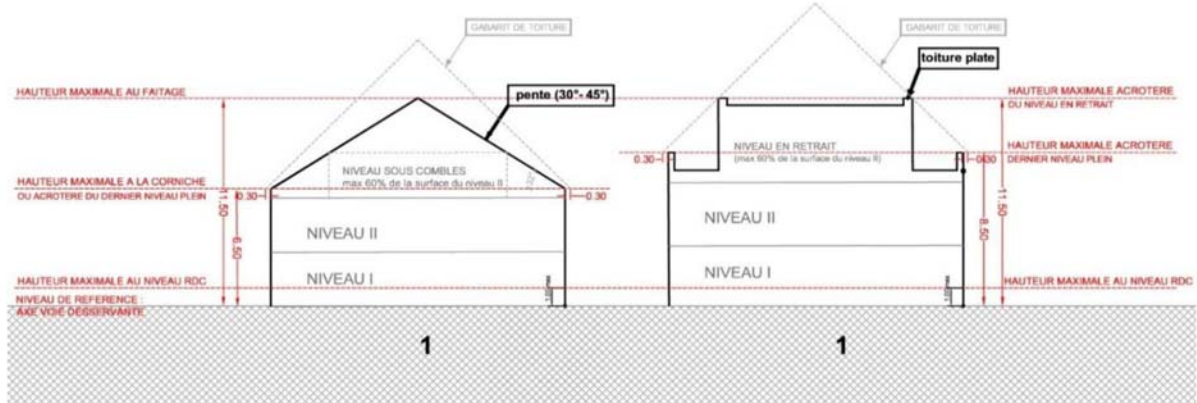 GABARIT DE TOITURE
GABARIT DE TOITURE
toiture plate
HAUTEUR MAXIMALE AU FAITAGE
pente (30°- 45°)
HAUTEUR MAXIMALE ACROTERE
DU NIVEAU EN RETRAIT
NIVEAU EN RETRAIT
(max 60% de la surface du niveau II)
HAUTEUR MAXIMALE ACROTERE
DERNIER NIVEAU PLEIN
0.30
0.30
NIVEAU SOUS COMBLES
max 60% de la surface du niveau II
HAUTEUR MAXIMALE A LA CORNICHE
OU ACROTERE DU DERNIER NIVEAU PLEIN
0.30
0.30
11.50
6.50
NIVEAU II
NIVEAU I
NIVEAU II
NIVEAU I
8.50
11.50
HAUTEUR MAXIMALE AU NIVEAU RDC
HAUTEUR MAXIMALE AU NIVEAU RDC
NIVEAU DE REFERENCE :
AXE VOIE DESSERVANTE
1
1